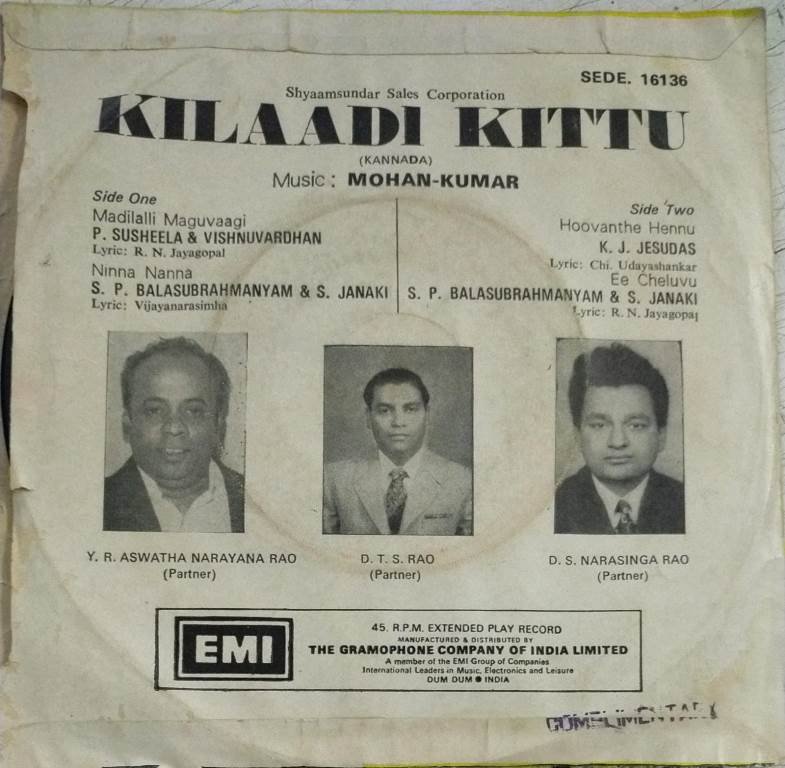 SEDE. 16136
Shyaamsundar Sales Corporation
KILAADI KITTU
(KANNADA)
Music: MOHAN-KUMAR
Side One
Madilalli Maguvaagi
P. SUSHEELA & VISHNUVARDHAN
Lyric: R. N. Jayagopal
Ninna Nanna
S. P. BALASUBRAHMANYAM & S. JANAKI
Lyric: Vijayanarasimha
Side Two
Hoovanthe Hennu
K. J. JESUDAS
Lyric: Chi. Udayashankar
Ee Cheluvu
S. P. BALASUBRAHMANYAM & S. JANAKI
Lyric: R. N. Jayagopal
Y. R. ASWATHA NARAYANA RAO
(Partner)
D. T. S. RAO
(Partner)
D. S. NARASINGA RAO
(Partner)
EMI
45. R.P.M. EXTENDED PLAY RECORD
MANUFACTURED & DISTRIBUTED BY
THE GRAMOPHONE COMPANY OF INDIA LIMITED
A member of the EMI Group of Companies
International Leaders in Music, Electronics and Leisure
DUM DUM ● INDIA
COMPLIMENTARY